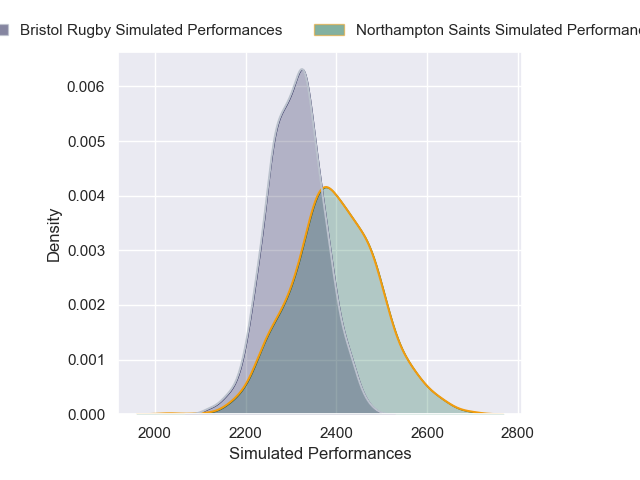 Bristol Rugby Simulated Performances
Northampton Saints Simulated
0.006
0.005
0.004
0.003
0.002
0.001
0.000
Density
2000 2200 2400 2600 2800
Simulated Performances